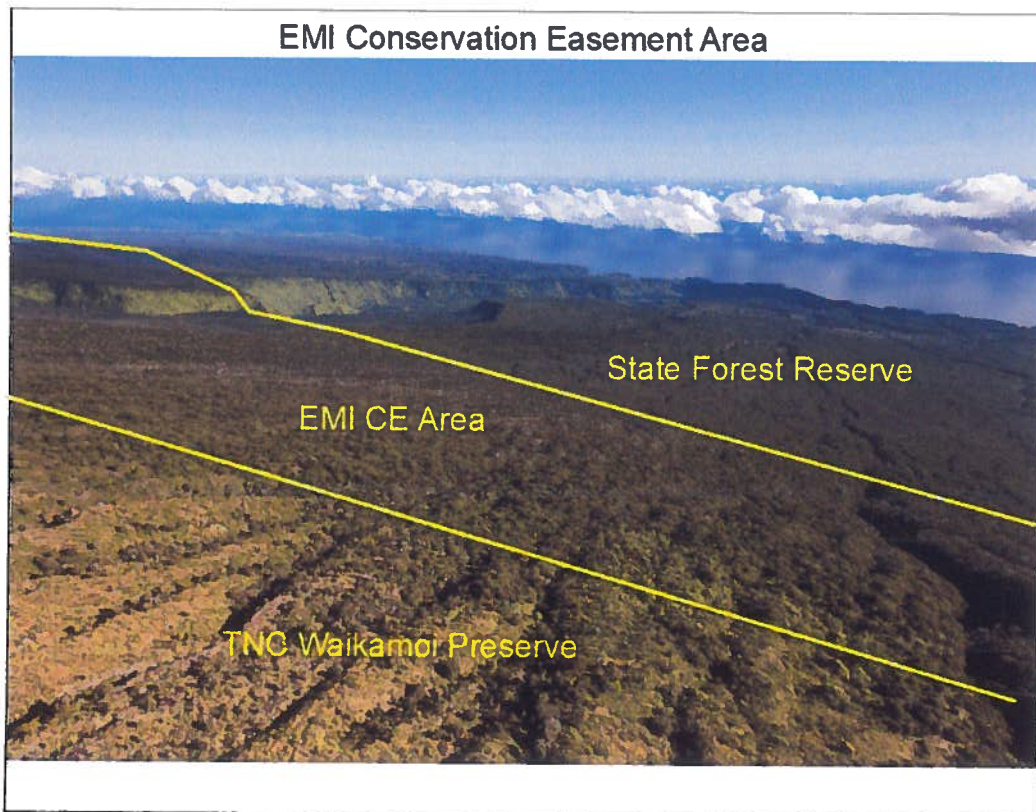 EMI Conservation Easement Area
State Forest Reserve
EMI CE Area
TNC Waikamoi Preserve